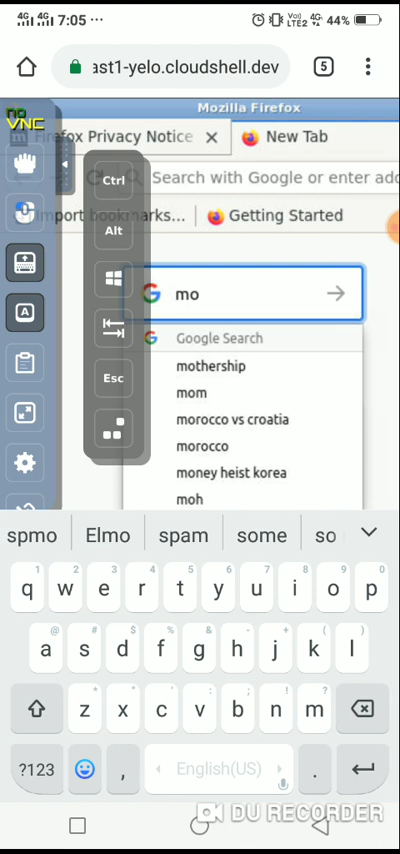 4G 4G 7:05 ••• Vo) LTE2 4G 44%
ast1-yelo.cloudshell.dev 5
Mozilla Firefox
no VNC
m Firefox Privacy Notice New Tab
Search with Google or enter add
Import bookmarks... Getting Started
Ctrl
Alt
Esc
A
G mo
G Google Search
mothership
mom
morocco vs croatia
morocco
money heist korea
moh
spmo Elmo spam some so
1 2 3 4 5 6 7 8 9 0
q w e r t y u i o p
@ # $ % & - + ( )
a s d f g h j k l
* " ' : ; ! ?
z x c v b n m
?123 , English(US) .
DU RECORDER